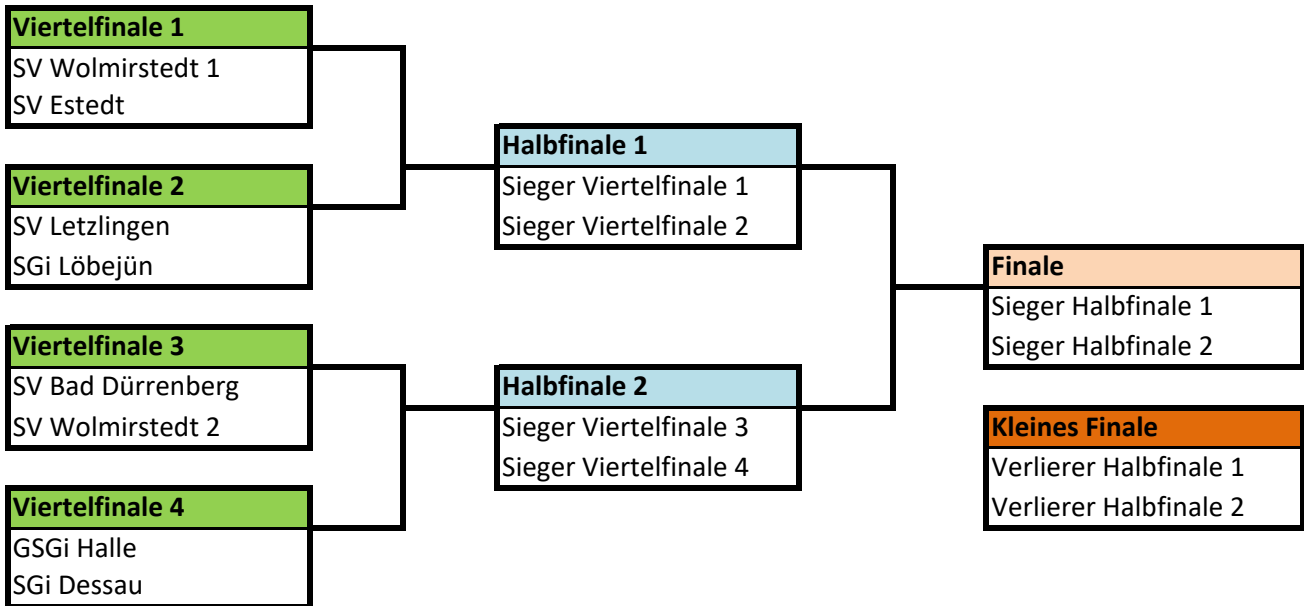 Viertelfinale 1
SV Wolmirstedt 1
SV Estedt
Viertelfinale 2
SV Letzlingen
SGi Löbejün
Viertelfinale 3
SV Bad Dürrenberg
SV Wolmirstedt 2
Viertelfinale 4
GSGi Halle
SGi Dessau
Halbfinale 1
Sieger Viertelfinale 1
Sieger Viertelfinale 2
Halbfinale 2
Sieger Viertelfinale 3
Sieger Viertelfinale 4
Finale
Sieger Halbfinale 1
Sieger Halbfinale 2
Kleines Finale
Verlierer Halbfinale 1
Verlierer Halbfinale 2